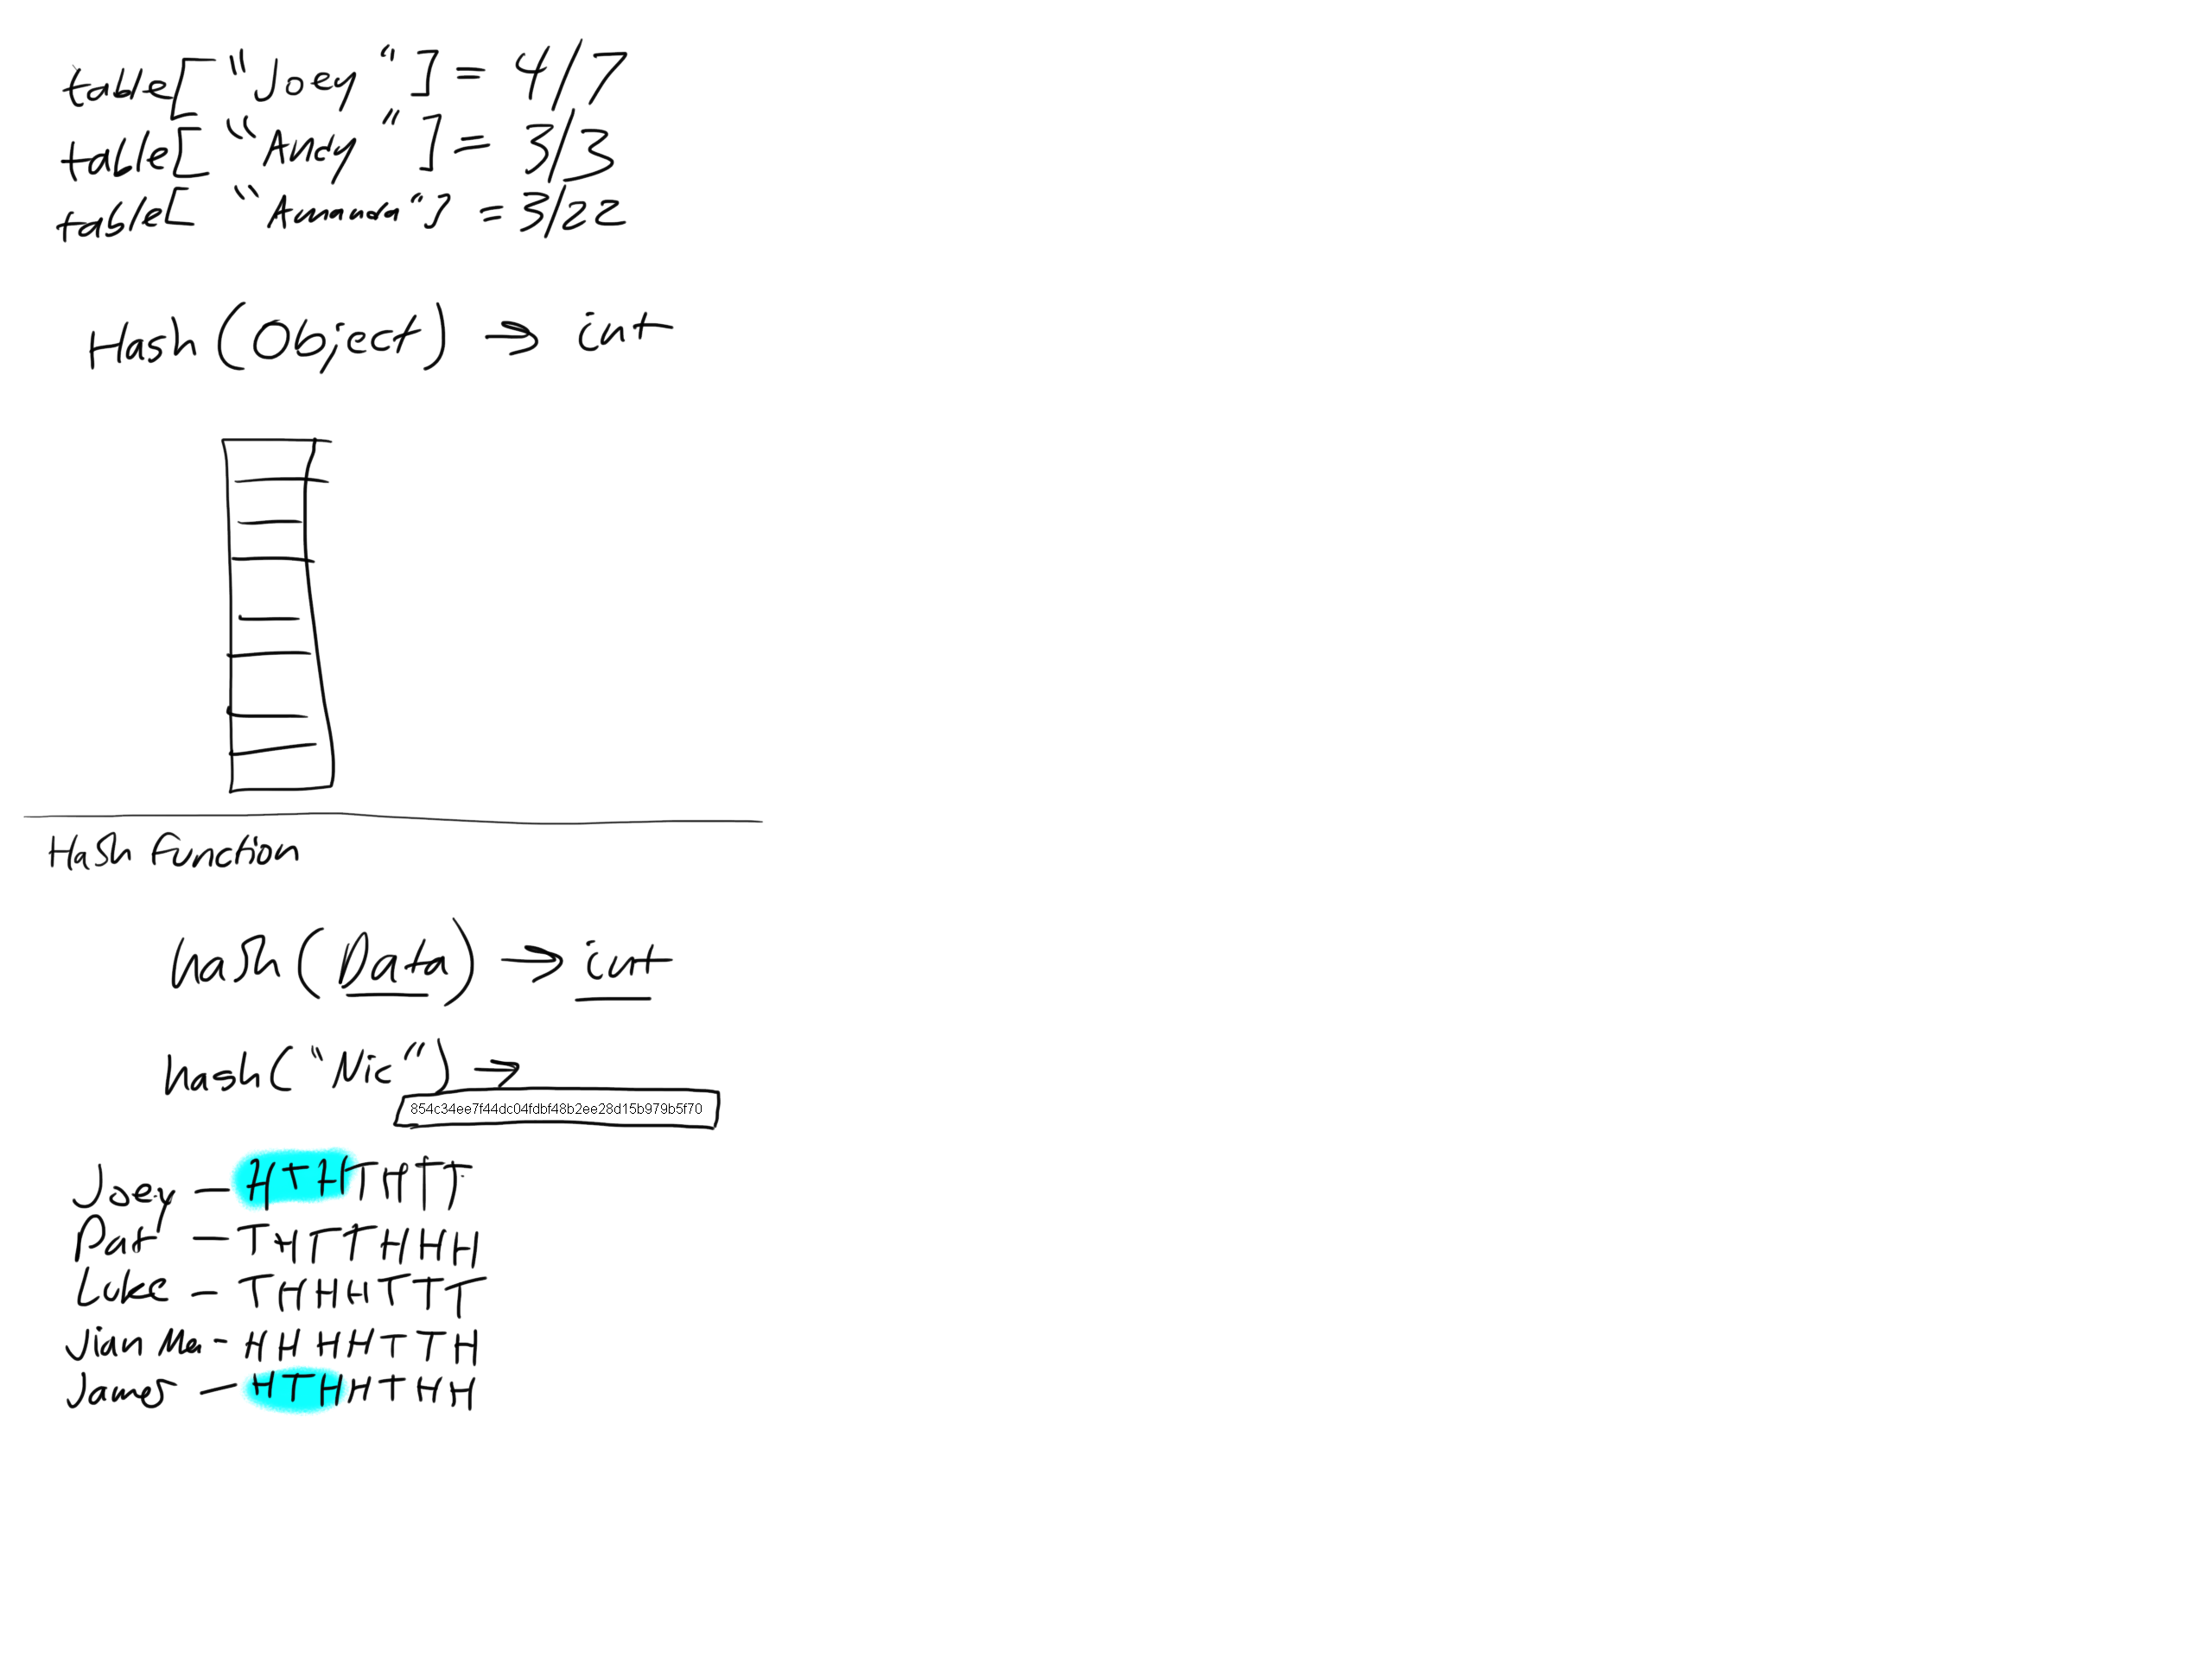 table["Joey"] = 4/7
table["Andy"] = 3/3
table["Amanda"] = 3/22
Hash(Object) → int
Hash Function
hash(Data) → int
hash("Nic") →
854c34ee7f44dc04fdbf48b2ee28d15b979b5f70
Joey – HTHTHTT
Pat – THTTHHH
Luke – THHHTTT
Jian Mei – HHHHTTH
James – HTHHTHH